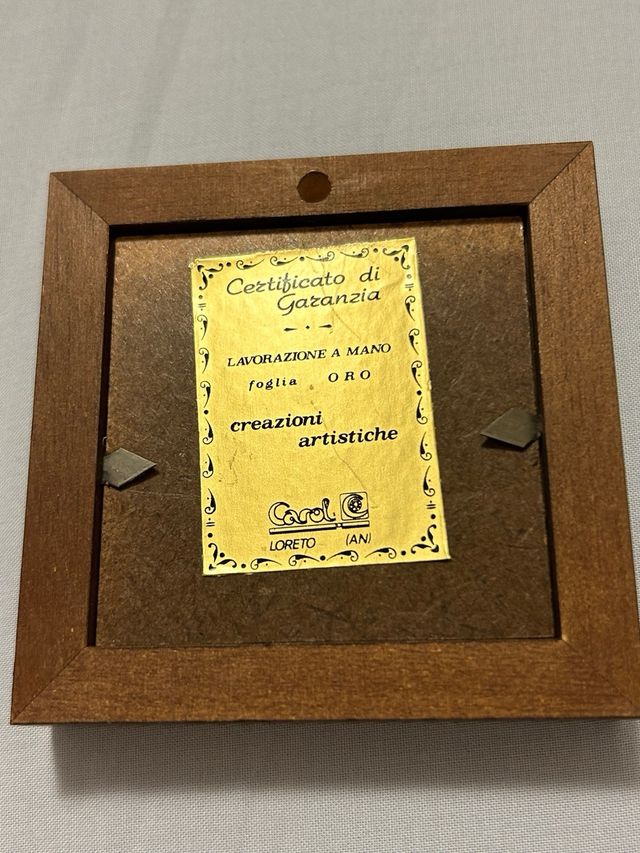 Certificato di
Garanzia
LAVORAZIONE A MANO
foglia ORO
creazioni
artistiche
Carol C
LORETO (AN)